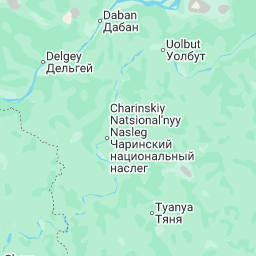 Daban
Дабан
Uolbut
Уолбут
Delgey
Дельгей
Charinskiy
Natsional'nyy
Nasleg
Чаринский
национальный
наслег
Tyanya
Тяня